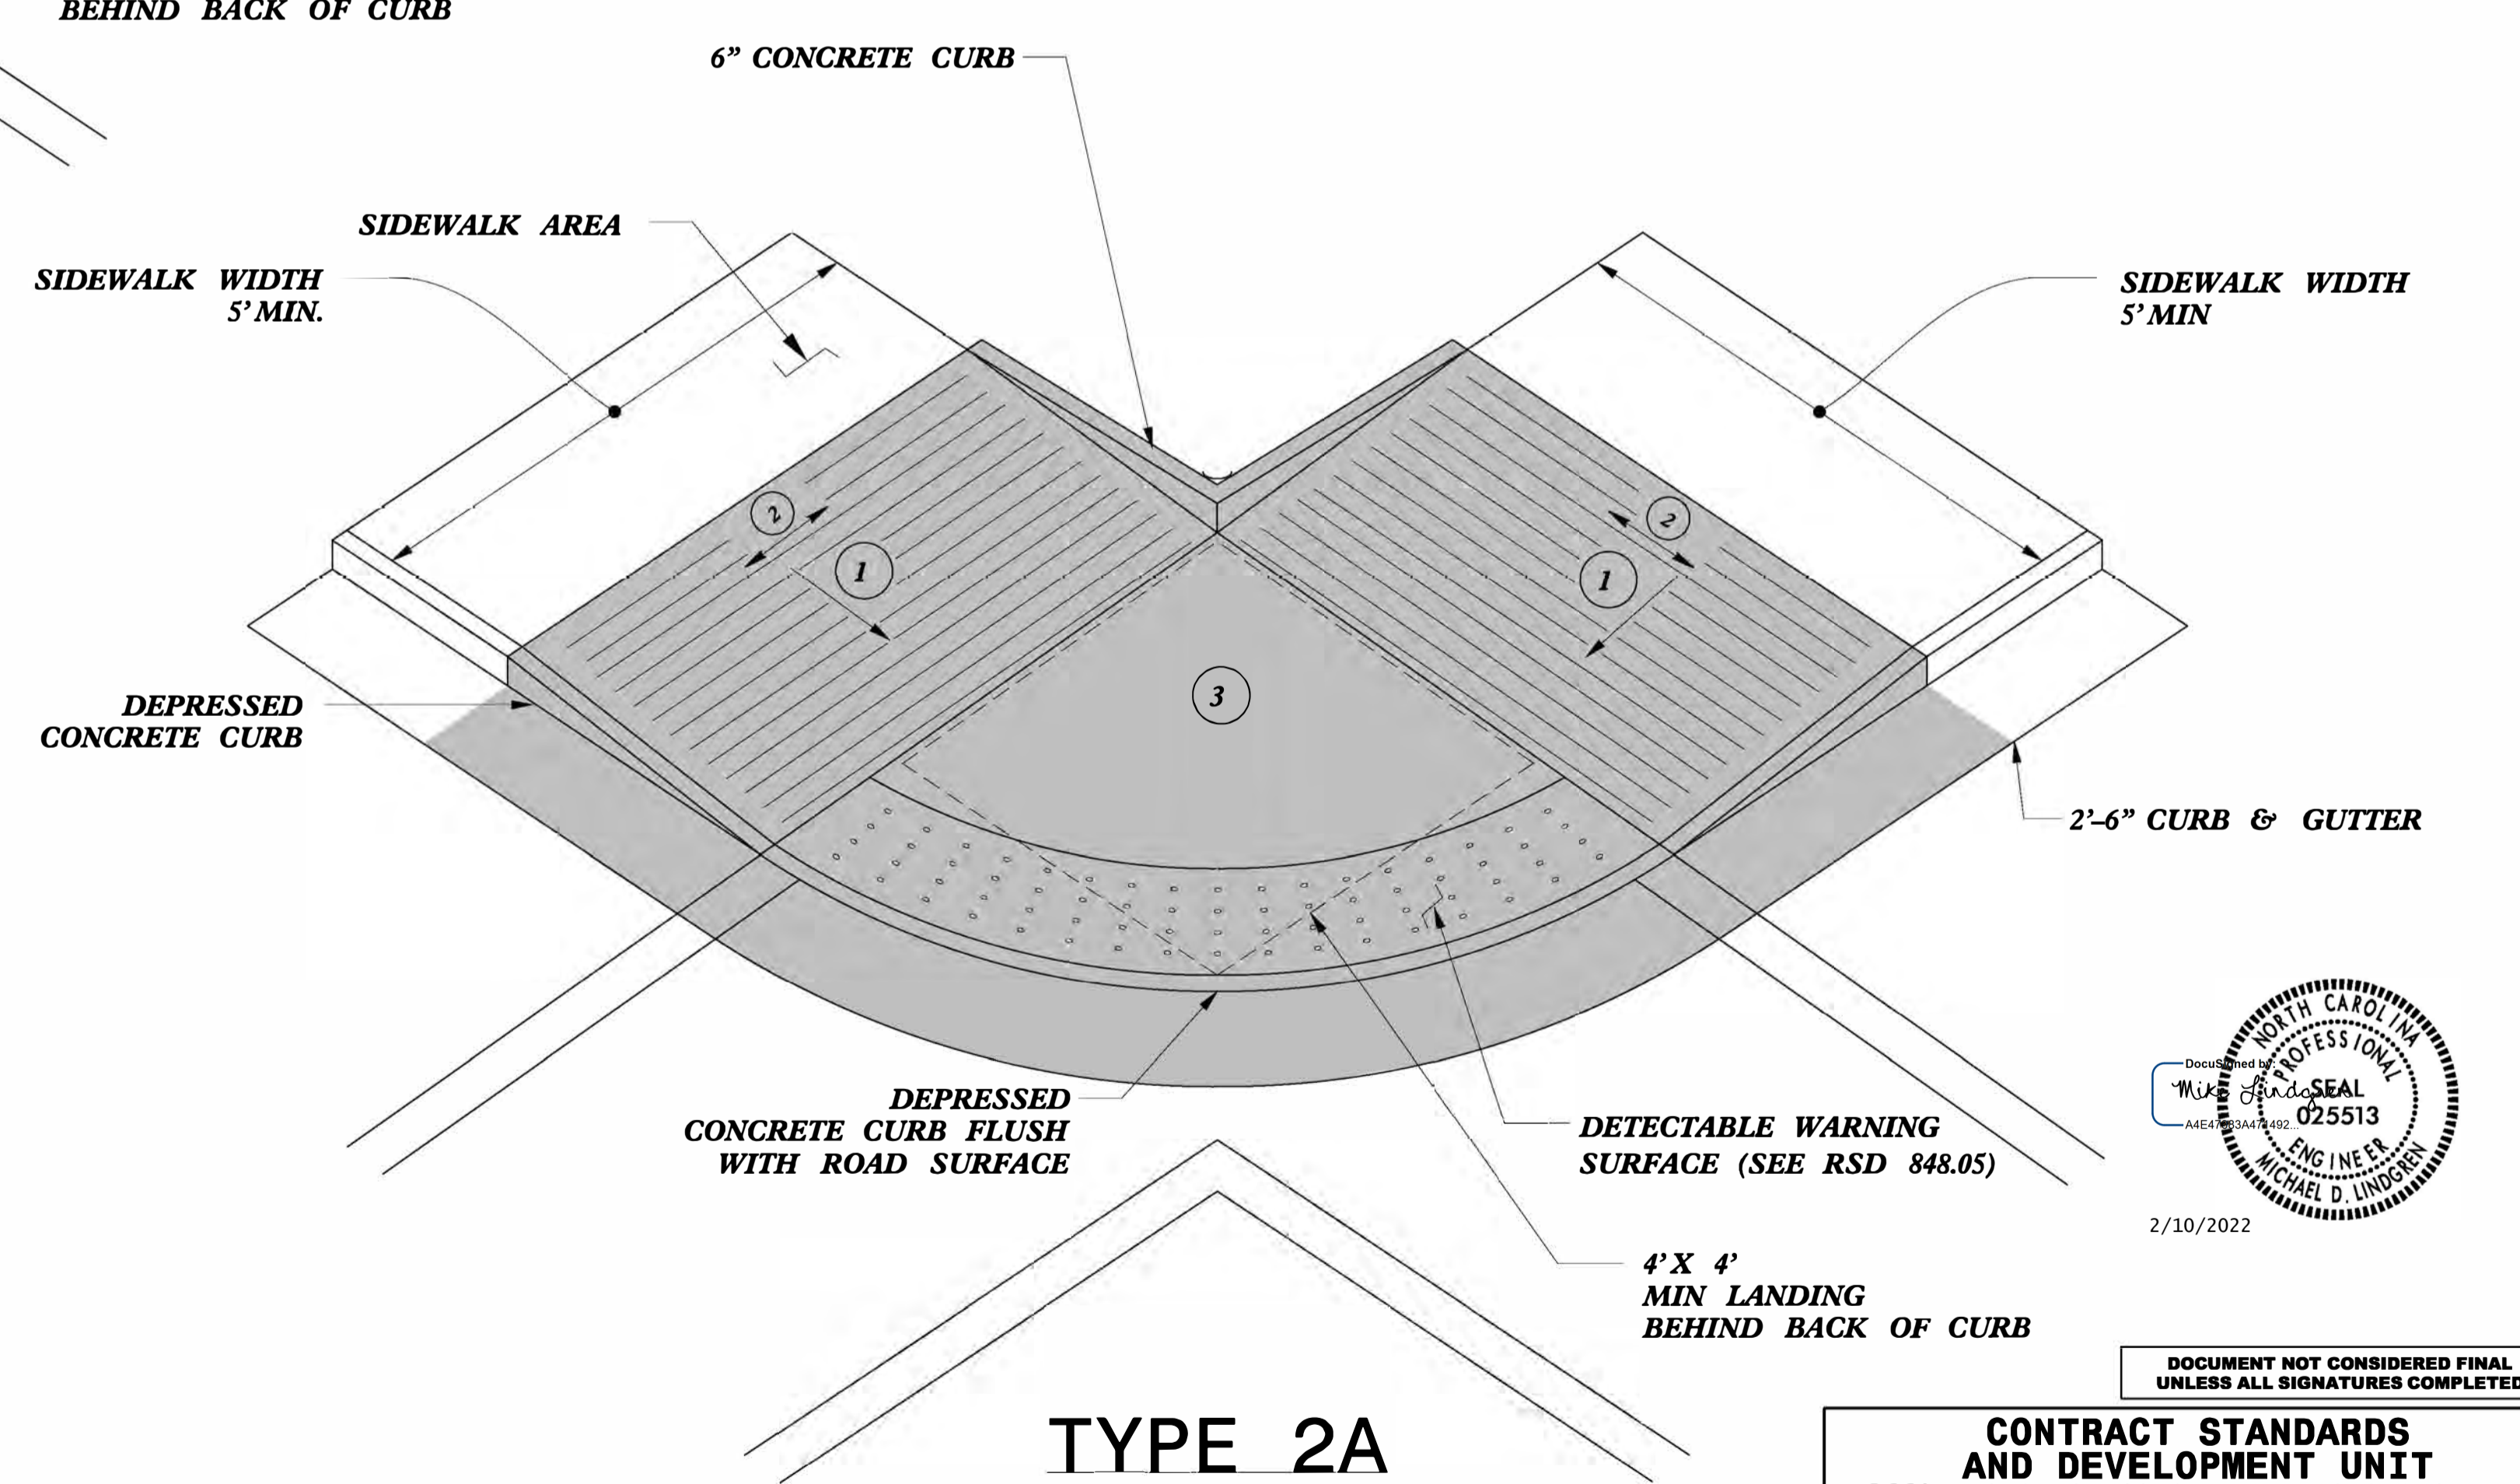 BEHIND BACK OF CURB
6” CONCRETE CURB
SIDEWALK AREA
SIDEWALK WIDTH
5’ MIN.
SIDEWALK WIDTH
5’ MIN
2
1
2
1
3
DEPRESSED
CONCRETE CURB
2’–6” CURB & GUTTER
DEPRESSED
CONCRETE CURB FLUSH
WITH ROAD SURFACE
DETECTABLE WARNING
SURFACE (SEE RSD 848.05)
4’ X 4’
MIN LANDING
BEHIND BACK OF CURB
NORTH CAROLINA
PROFESSIONAL
DocuSigned by:
Mike Lindgren
SEAL
025513
ENGINEER
MICHAEL D. LINDGREN
2/10/2022
DOCUMENT NOT CONSIDERED FINAL
UNLESS ALL SIGNATURES COMPLETED
TYPE 2A
CONTRACT STANDARDS
AND DEVELOPMENT UNIT